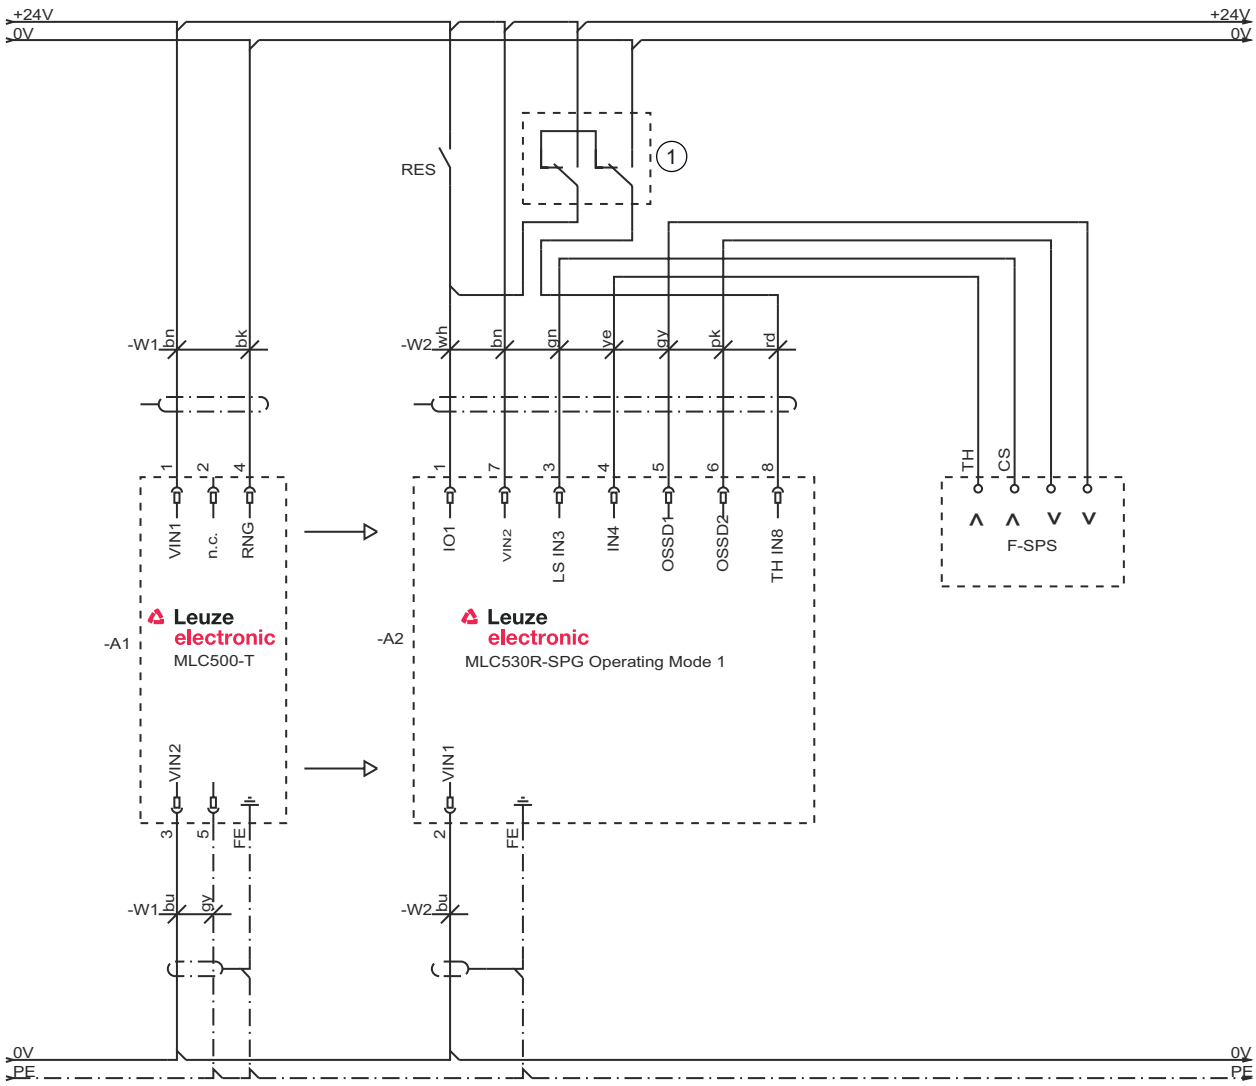 +24V +24V
0V 0V
1
RES
-W1 bn bk
-W2 wh bn gn ye gy pk rd
TH CS
1 2 4
1 7 3 4 5 6 8
VIN1 n.c. RNG
IO1 VIN2 LS IN3 IN4 OSSD1 OSSD2 TH IN8
F-SPS
Leuze
electronic
-A1
MLC500-T
Leuze
electronic
-A2
MLC530R-SPG Operating Mode 1
VIN2
VIN1
3 5 FE
2 FE
-W1 bu gy
-W2 bu
0V 0V
PE PE